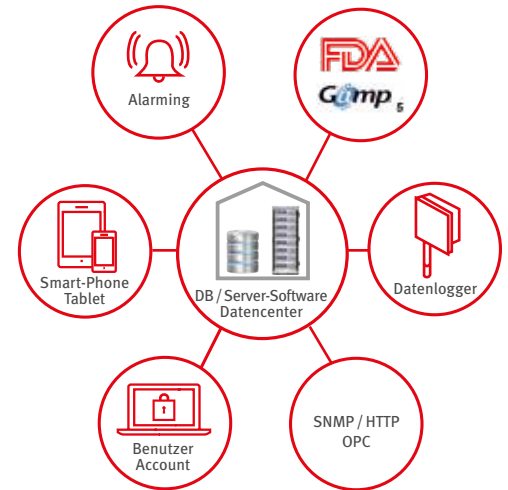 Alarming
FDA
GAmp 5
Smart-Phone
Tablet
DB / Server-Software
Datencenter
Datenlogger
Benutzer
Account
SNMP / HTTP
OPC